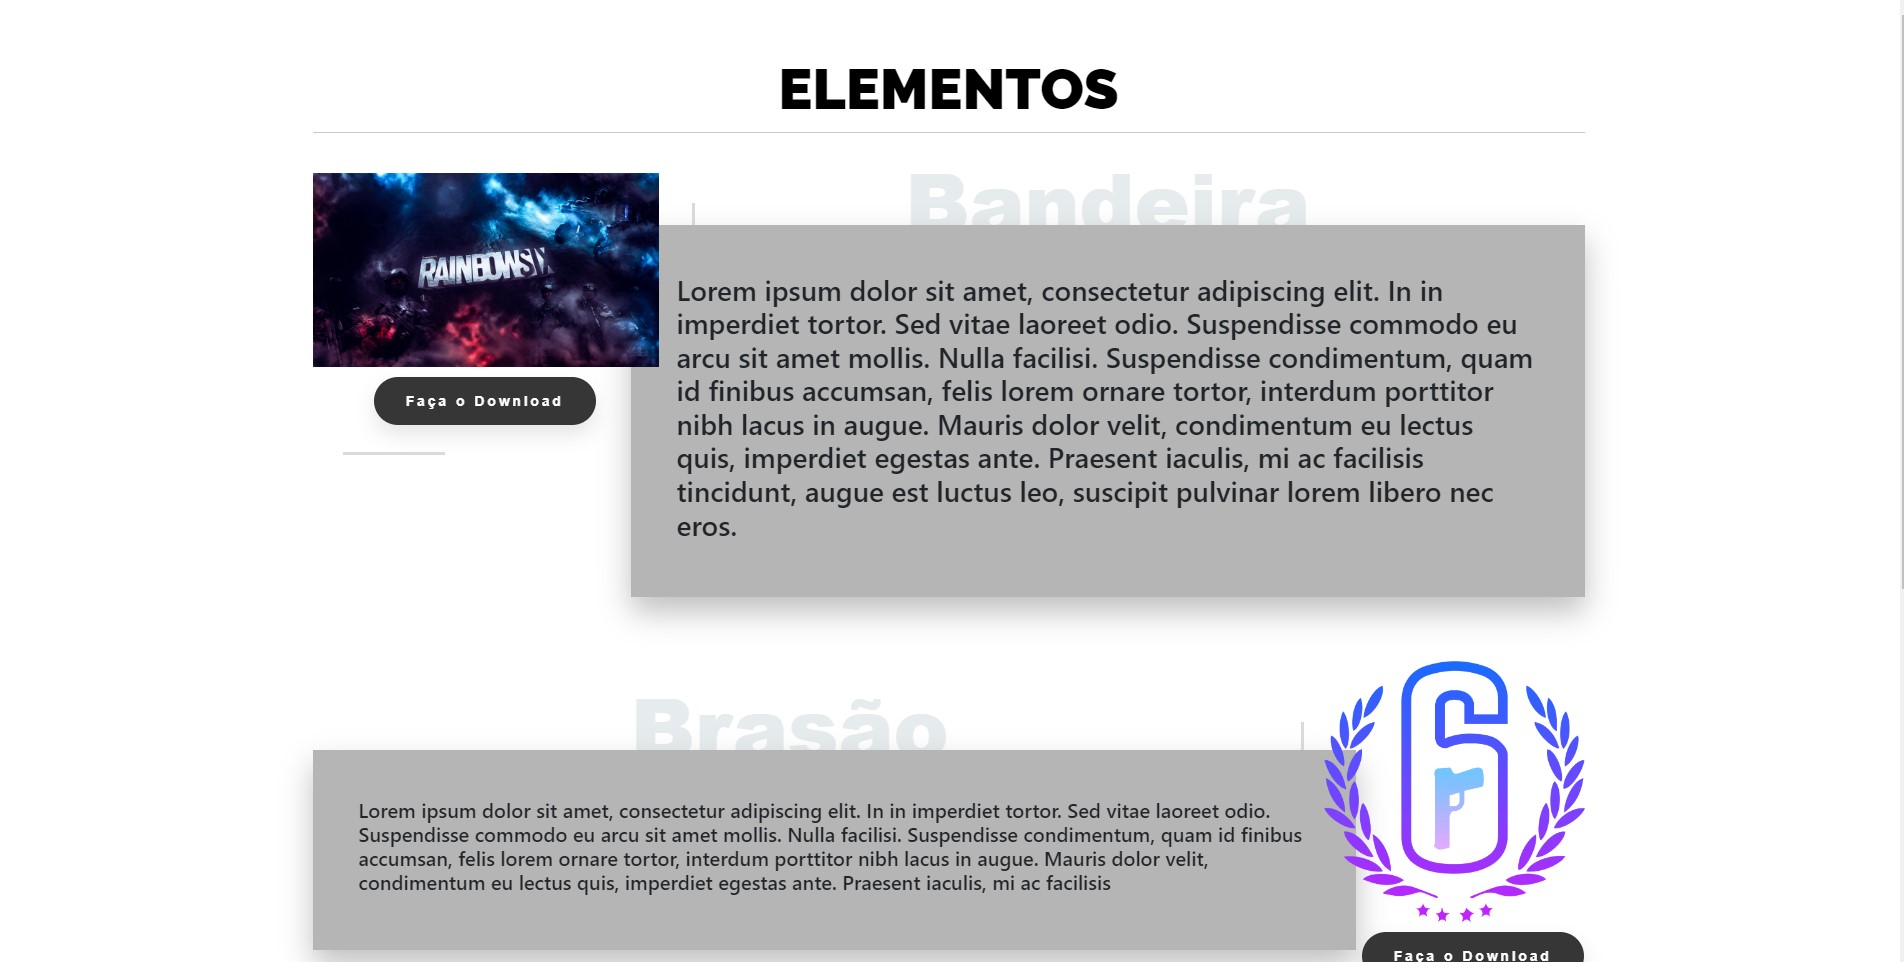 ELEMENTOS
Bandeira
RAINBOWSIX
Lorem ipsum dolor sit amet, consectetur adipiscing elit. In in
imperdiet tortor. Sed vitae laoreet odio. Suspendisse commodo eu
arcu sit amet mollis. Nulla facilisi. Suspendisse condimentum, quam
id finibus accumsan, felis lorem ornare tortor, interdum porttitor
nibh lacus in augue. Mauris dolor velit, condimentum eu lectus
quis, imperdiet egestas ante. Praesent iaculis, mi ac facilisis
tincidunt, augue est luctus leo, suscipit pulvinar lorem libero nec
eros.
Faça o Download
Brasão
Lorem ipsum dolor sit amet, consectetur adipiscing elit. In in imperdiet tortor. Sed vitae laoreet odio.
Suspendisse commodo eu arcu sit amet mollis. Nulla facilisi. Suspendisse condimentum, quam id finibus
accumsan, felis lorem ornare tortor, interdum porttitor nibh lacus in augue. Mauris dolor velit,
condimentum eu lectus quis, imperdiet egestas ante. Praesent iaculis, mi ac facilisis
6
Faça o Download